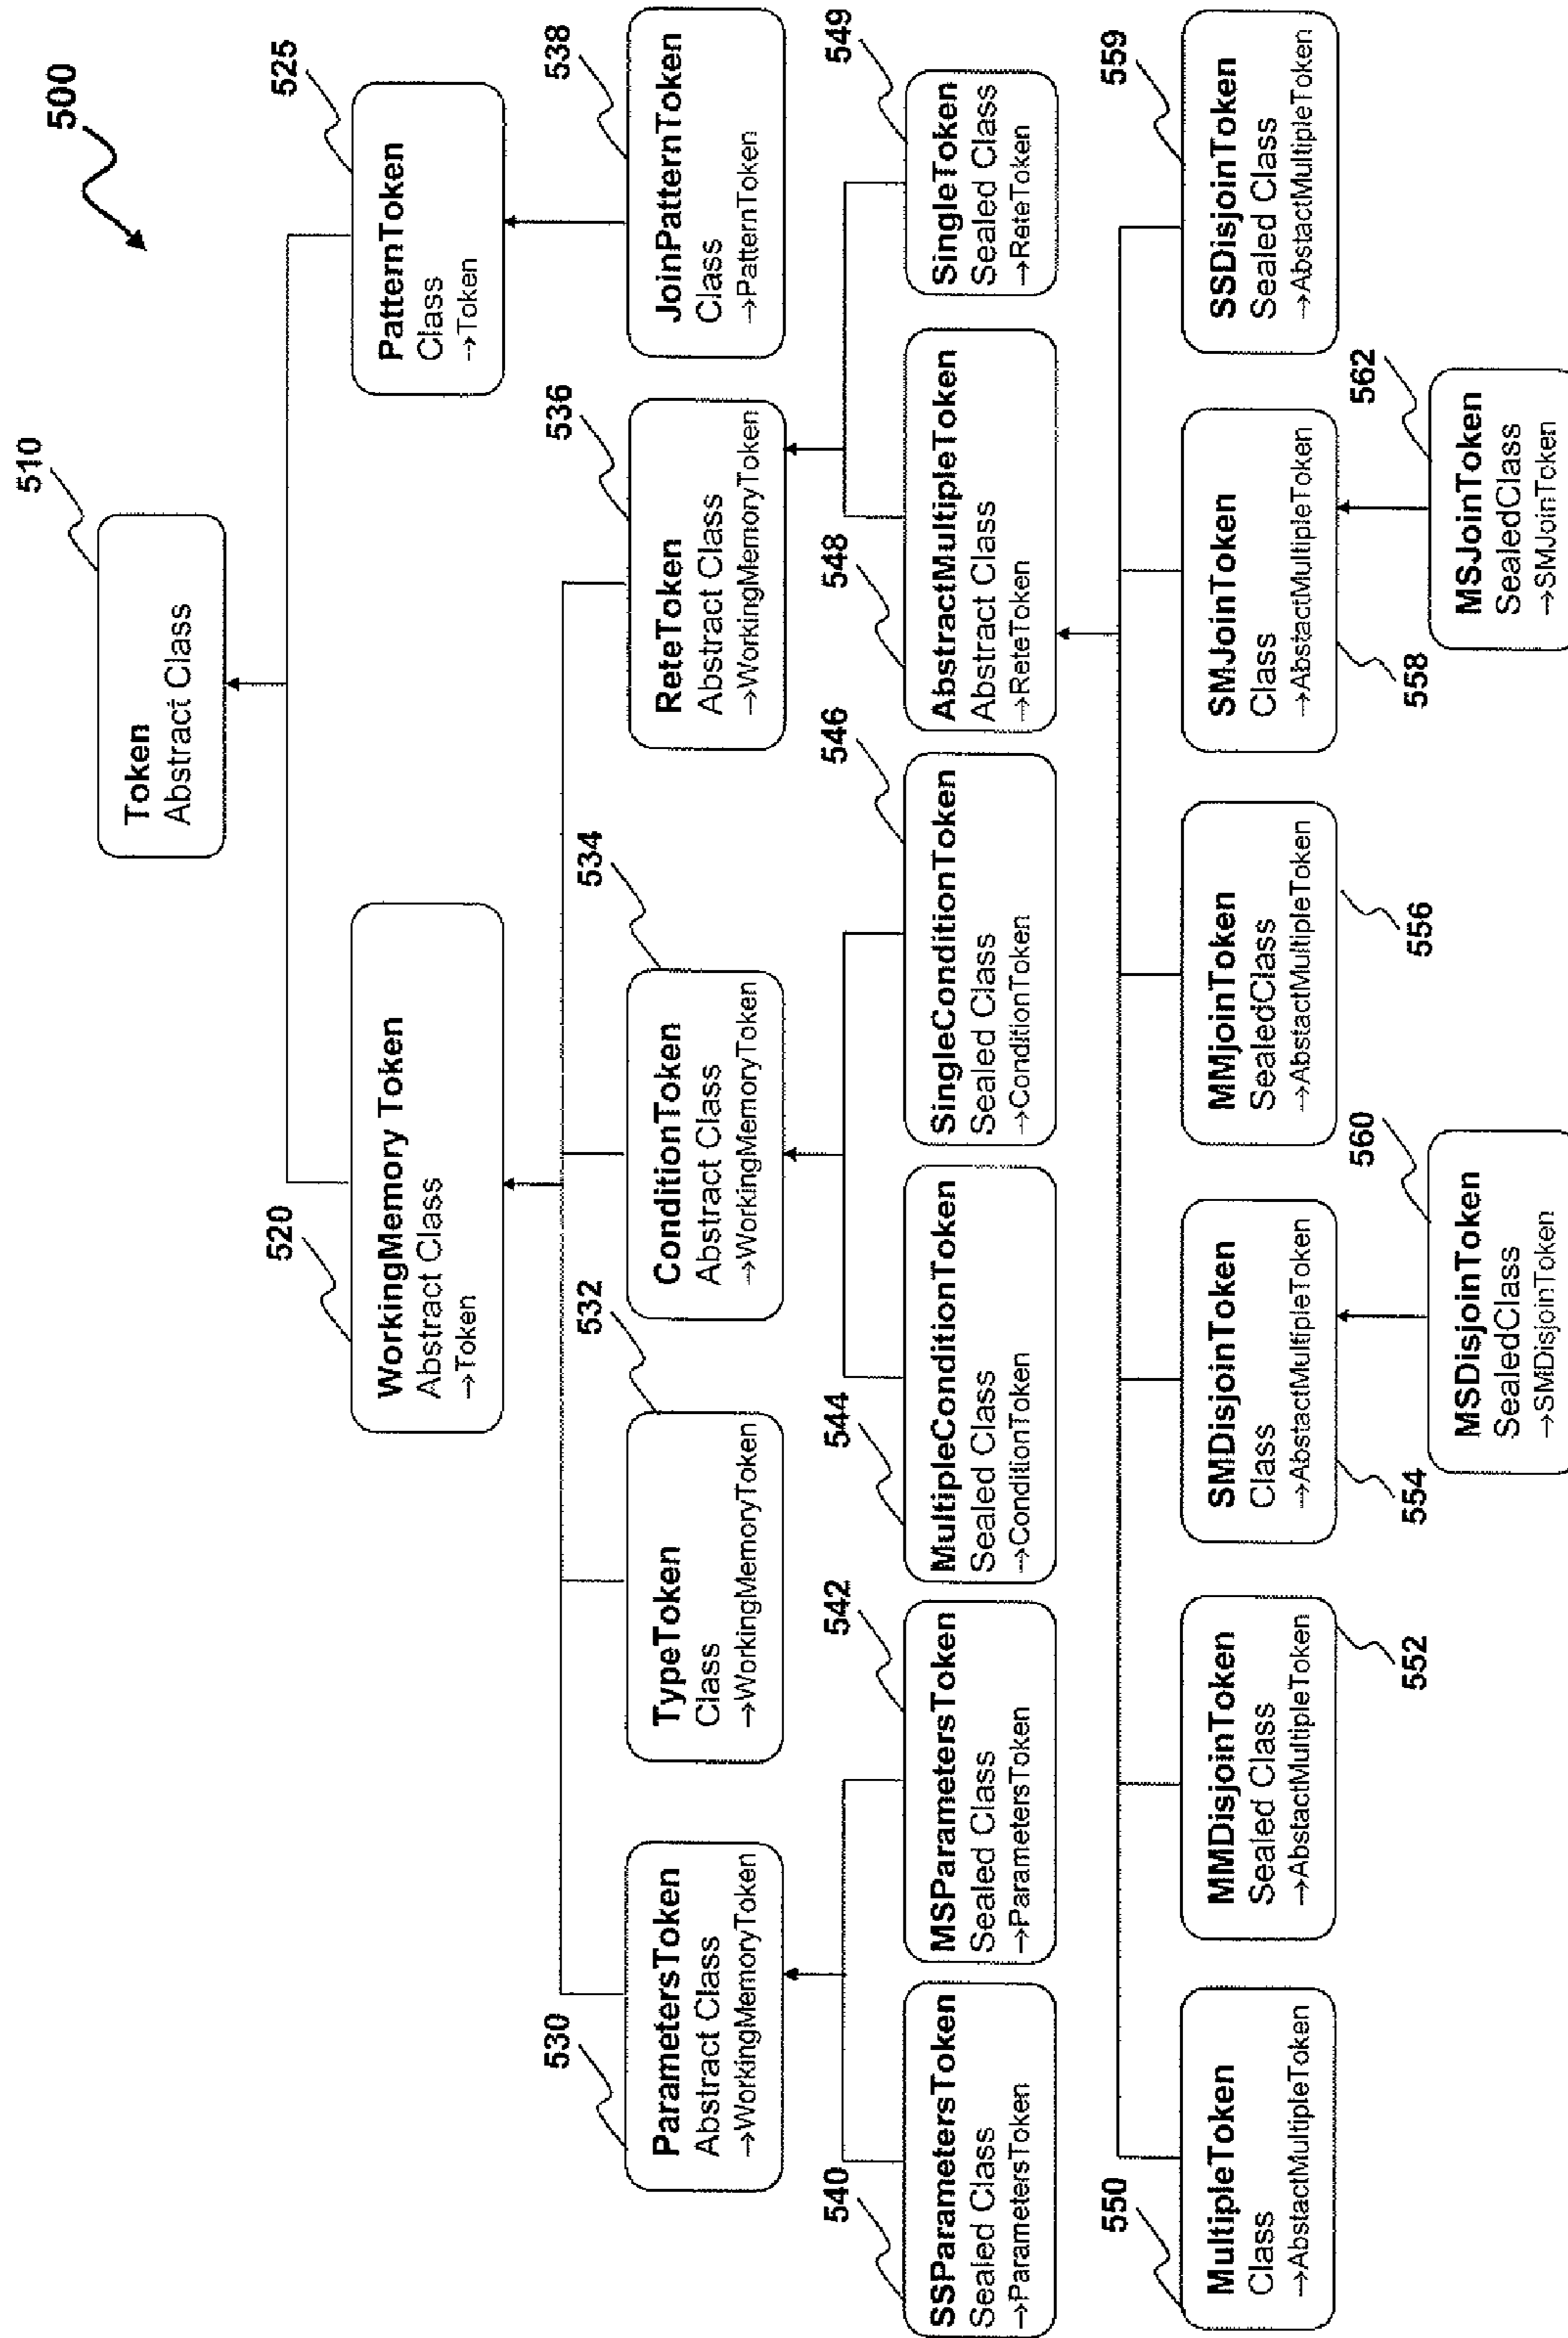 500
510
Token
Abstract Class
520
WorkingMemory Token
Abstract Class
→Token
525
PatternToken
Class
→Token
530
ParametersToken
Abstract Class
→WorkingMemoryToken
532
TypeToken
Class
→WorkingMemoryToken
534
ConditionToken
Abstract Class
→WorkingMemoryToken
536
ReteToken
Abstract Class
→WorkingMemoryToken
538
JoinPatternToken
Class
→PatternToken
540
SSParametersToken
Sealed Class
→ParametersToken
542
MSParametersToken
Sealed Class
→ParametersToken
544
MultipleConditionToken
Sealed Class
→ConditionToken
546
SingleConditionToken
Sealed Class
→ConditionToken
548
AbstractMultipleToken
Abstract Class
→ReteToken
549
SingleToken
Sealed Class
→ReteToken
550
MultipleToken
Class
→AbstactMultipleToken
MMDisjoinToken
Sealed Class
→AbstactMultipleToken
552
SMDisjoinToken
Class
→AbstactMultipleToken
554
MMjoinToken
SealedClass
→AbstactMultipleToken
556
SMJoinToken
Class
→AbstactMultipleToken
558
559
SSDisjoinToken
Sealed Class
→AbstactMultipleToken
560
MSDisjoinToken
SealedClass
→SMDisjoinToken
562
MSJoinToken
SealedClass
→SMJoinToken